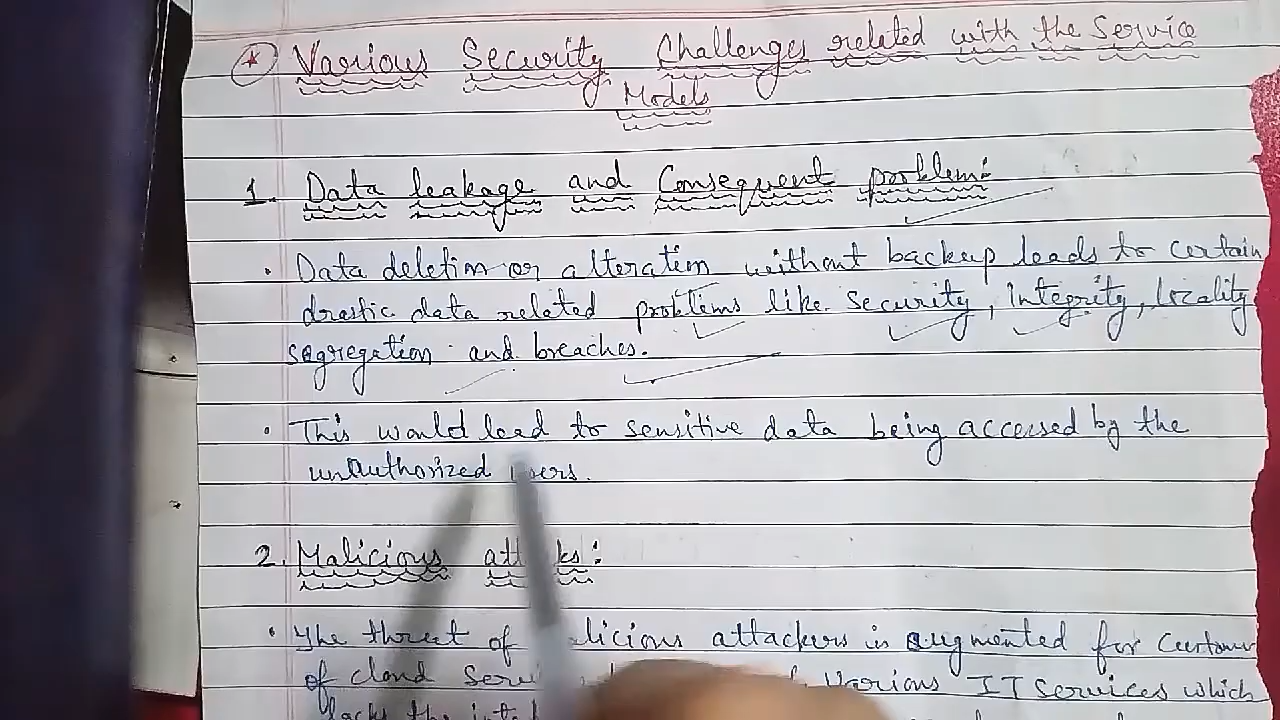 * Various Security Challenges related with the Service
Models
1. Data leakage and Consequent problem:
• Data deletion or alteration without backup leads to certain
drastic data related problems like security, integrity, locality
segregation and breaches.
• This would lead to sensitive data being accessed by the
unauthorized users.
2. Malicious attacks:
• The threat of malicious attackers is augmented for
of cloud Various IT Services which
lacks the